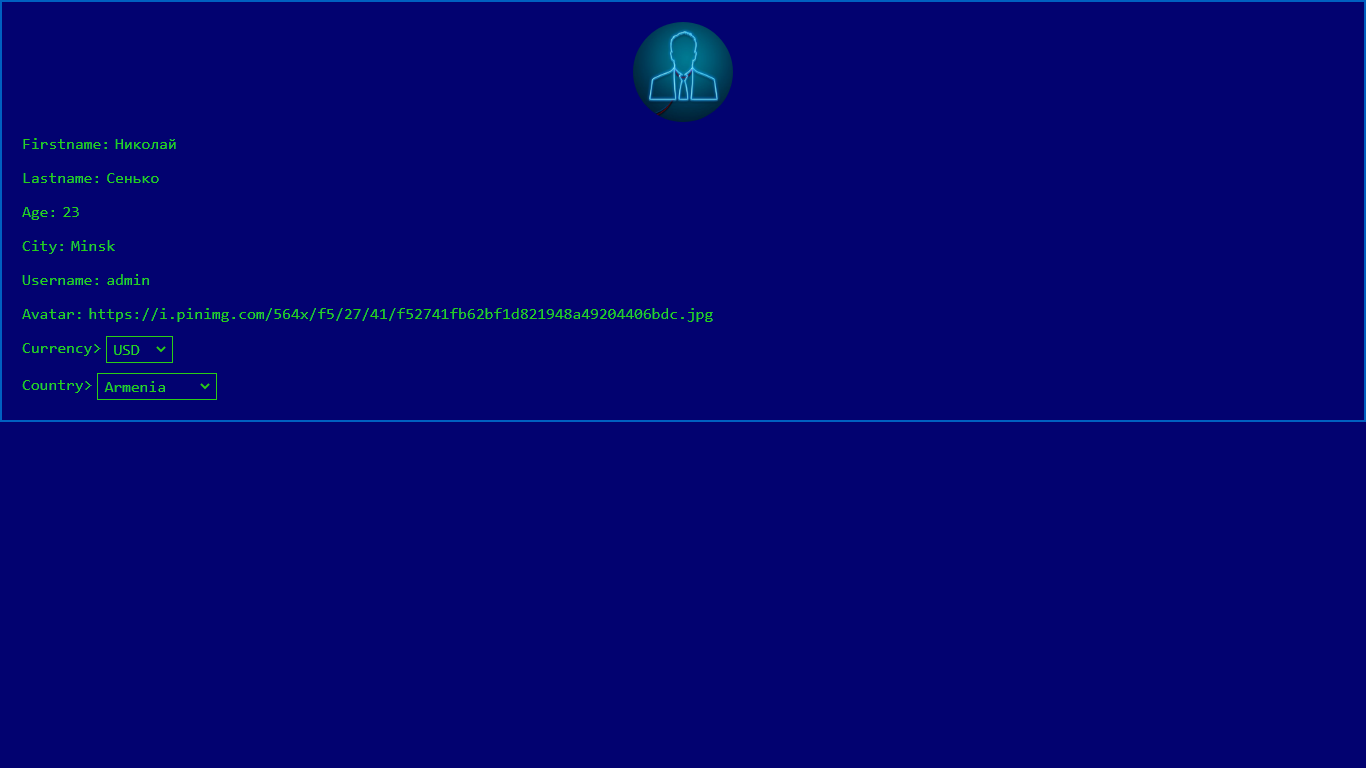 Firstname: Николай
Lastname: Сенько
Age: 23
City: Minsk
Username: admin
Avatar: https://i.pinimg.com/564x/f5/27/41/f52741fb62bf1d821948a49204406bdc.jpg
Currency> USD
Country> Armenia